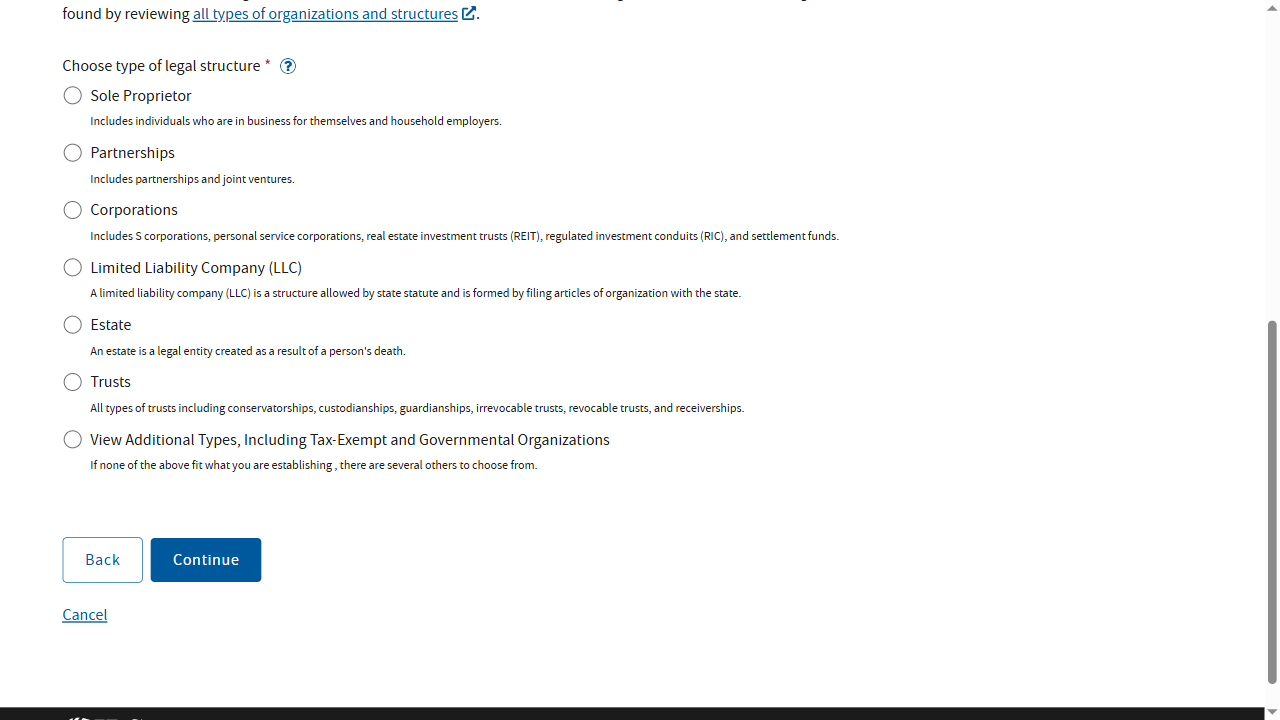 found by reviewing all types of organizations and structures.
Choose type of legal structure * ?
Sole Proprietor
Includes individuals who are in business for themselves and household employers.
Partnerships
Includes partnerships and joint ventures.
Corporations
Includes S corporations, personal service corporations, real estate investment trusts (REIT), regulated investment conduits (RIC), and settlement funds.
Limited Liability Company (LLC)
A limited liability company (LLC) is a structure allowed by state statute and is formed by filing articles of organization with the state.
Estate
An estate is a legal entity created as a result of a person's death.
Trusts
All types of trusts including conservatorships, custodianships, guardianships, irrevocable trusts, revocable trusts, and receiverships.
View Additional Types, Including Tax-Exempt and Governmental Organizations
If none of the above fit what you are establishing , there are several others to choose from.
Back Continue
Cancel